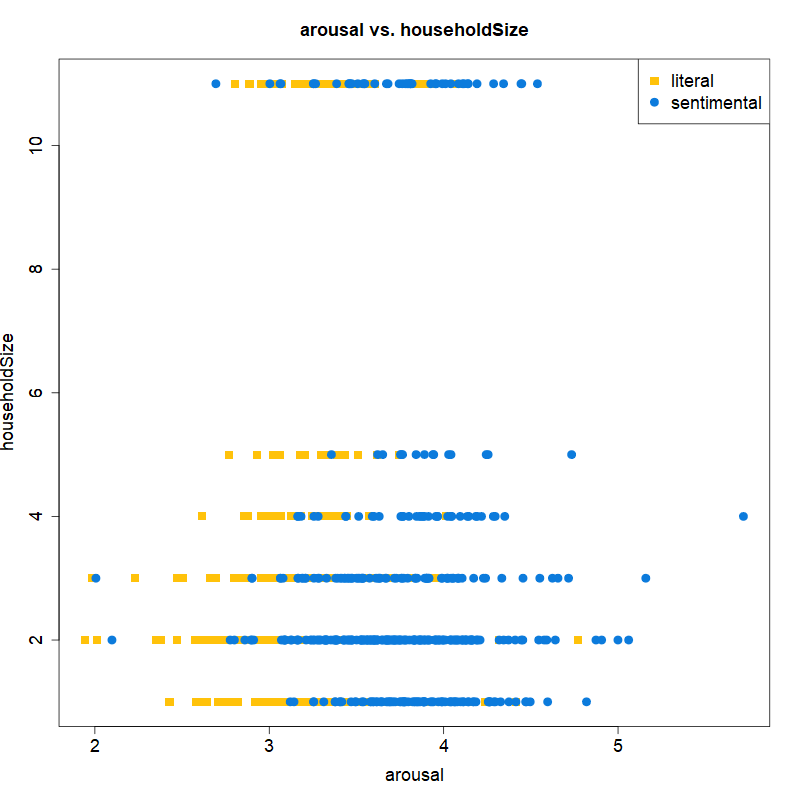 arousal vs. householdSize
literal
sentimental
10
8
6
4
2
householdSize
2 3 4 5
arousal